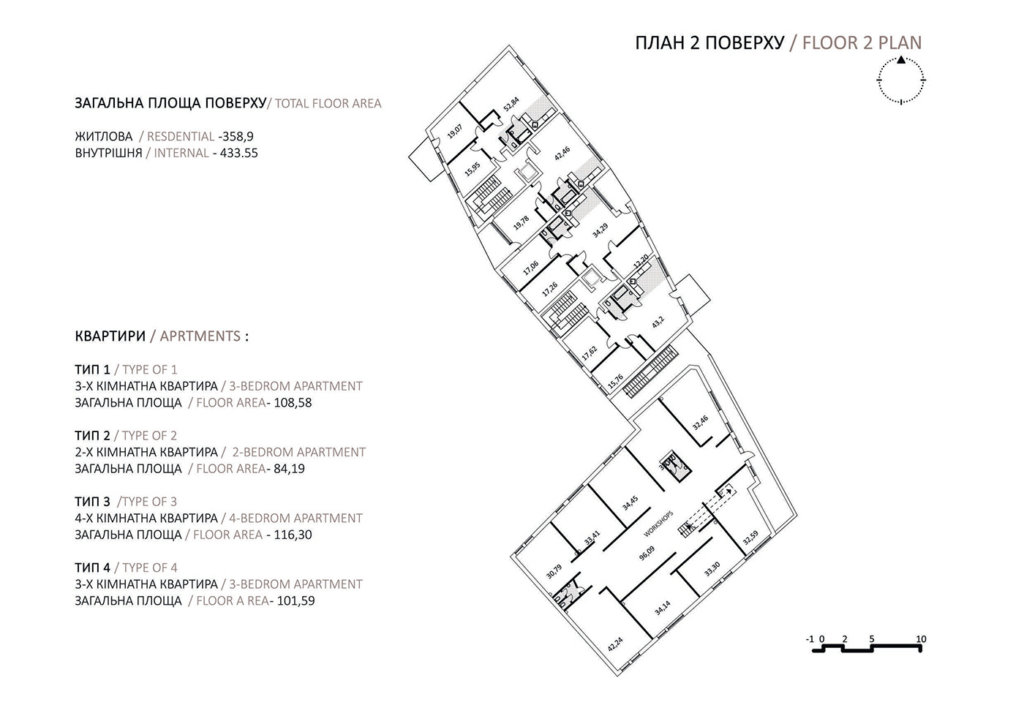 ПЛАН 2 ПОВЕРХУ / FLOOR 2 PLAN
ЗАГАЛЬНА ПЛОЩА ПОВЕРХУ/ TOTAL FLOOR AREA
ЖИТЛОВА / RESDENTIAL -358,9
ВНУТРІШНЯ / INTERNAL - 433.55
КВАРТИРИ / APRTMENTS :
ТИП 1 / TYPE OF 1
3-Х КІМНАТНА КВАРТИРА / 3-BEDROM APARTMENT
ЗАГАЛЬНА ПЛОЩА / FLOOR AREA- 108,58
ТИП 2 / TYPE OF 2
2-Х КІМНАТНА КВАРТИРА / 2-BEDROM APARTMENT
ЗАГАЛЬНА ПЛОЩА / FLOOR AREA- 84,19
ТИП 3 /TYPE OF 3
4-Х КІМНАТНА КВАРТИРА / 4-BEDROM APARTMENT
ЗАГАЛЬНА ПЛОЩА / FLOOR AREA - 116,30
ТИП 4 / TYPE OF 4
3-Х КІМНАТНА КВАРТИРА / 3-BEDROM APARTMENT
ЗАГАЛЬНА ПЛОЩА / FLOOR A REA- 101,59
52,84
19,07
15,95
42,46
19,78
34,29
17,06
17,26
12,20
43,2
17,62
15,76
32,46
34,45
WORKSHOPS
33,41
96,09
32,59
30,79
33,30
34,14
42,24
-1 0 2 5 10